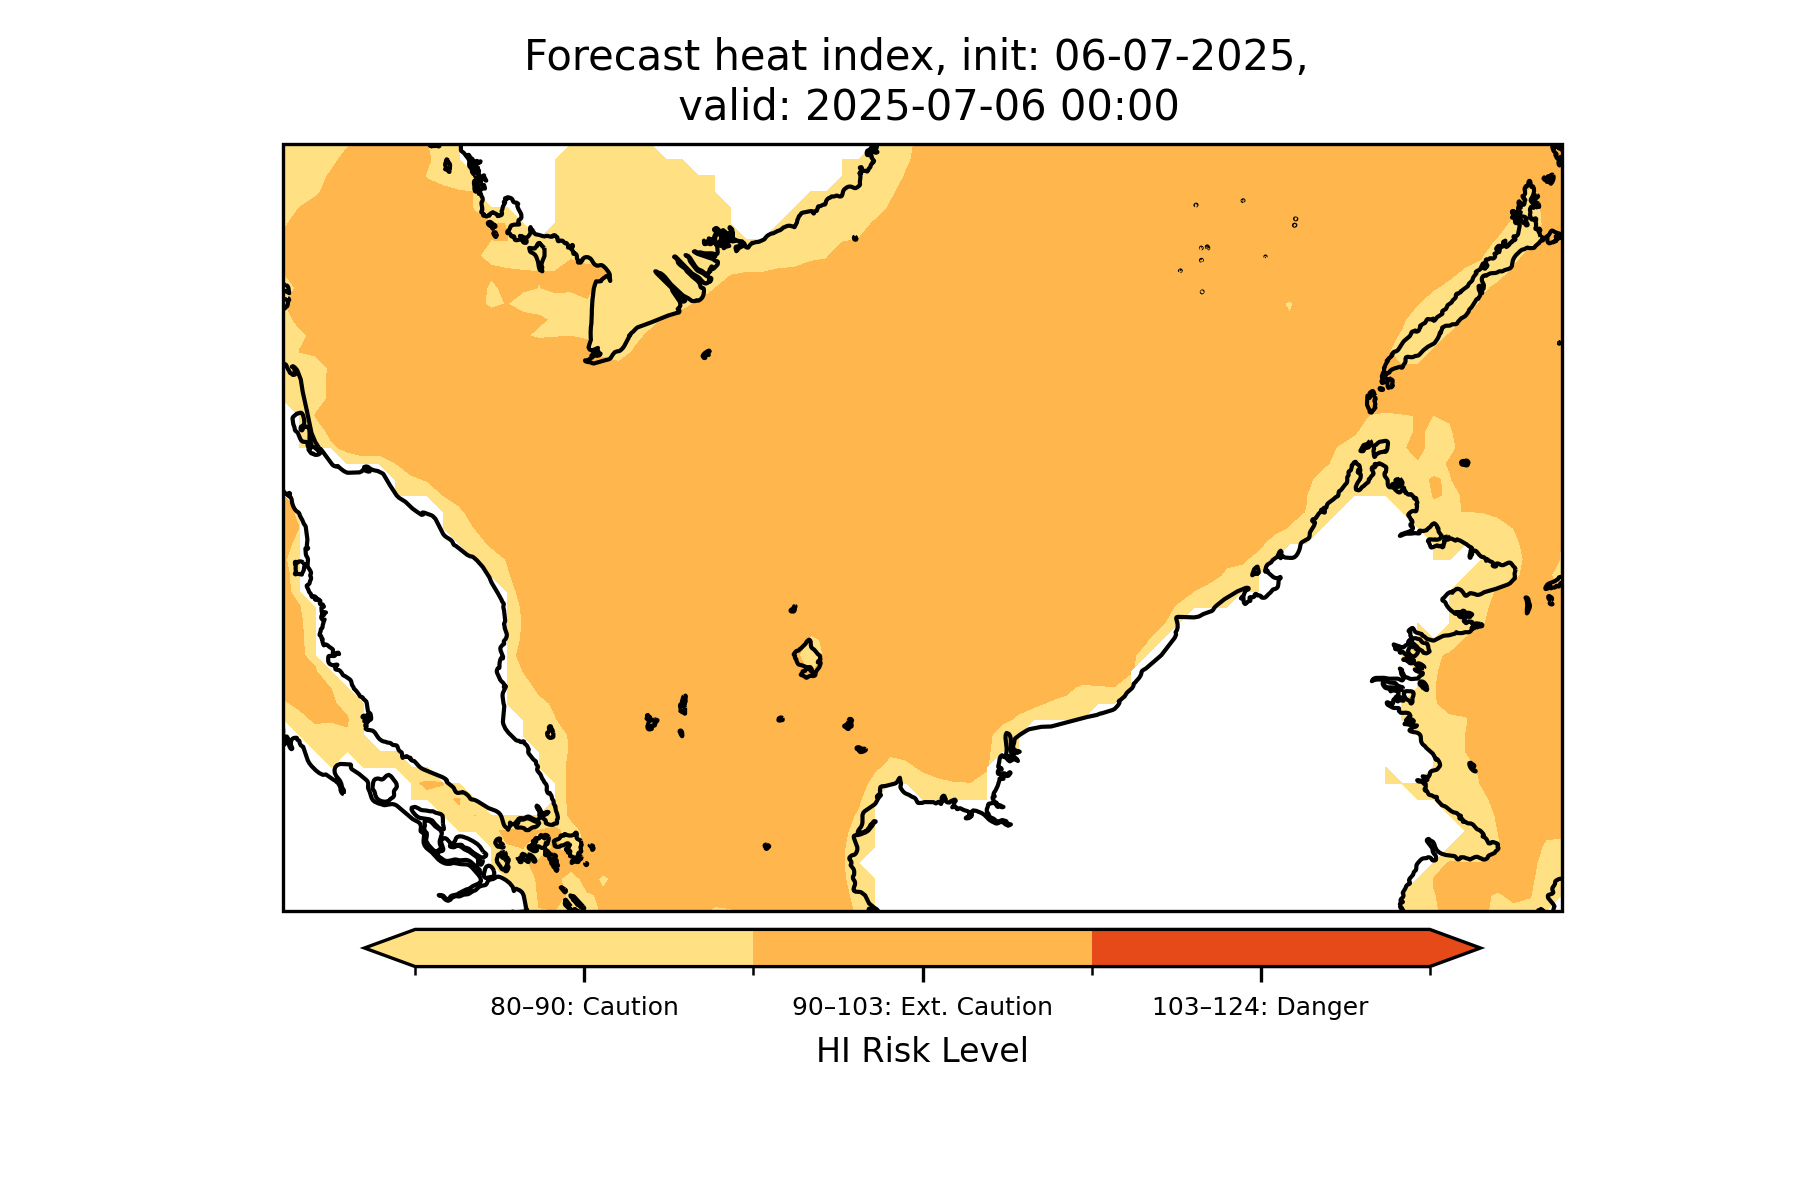 Forecast heat index, init: 06-07-2025,
valid: 2025-07-06 00:00
80–90: Caution
90–103: Ext. Caution
103–124: Danger
HI Risk Level